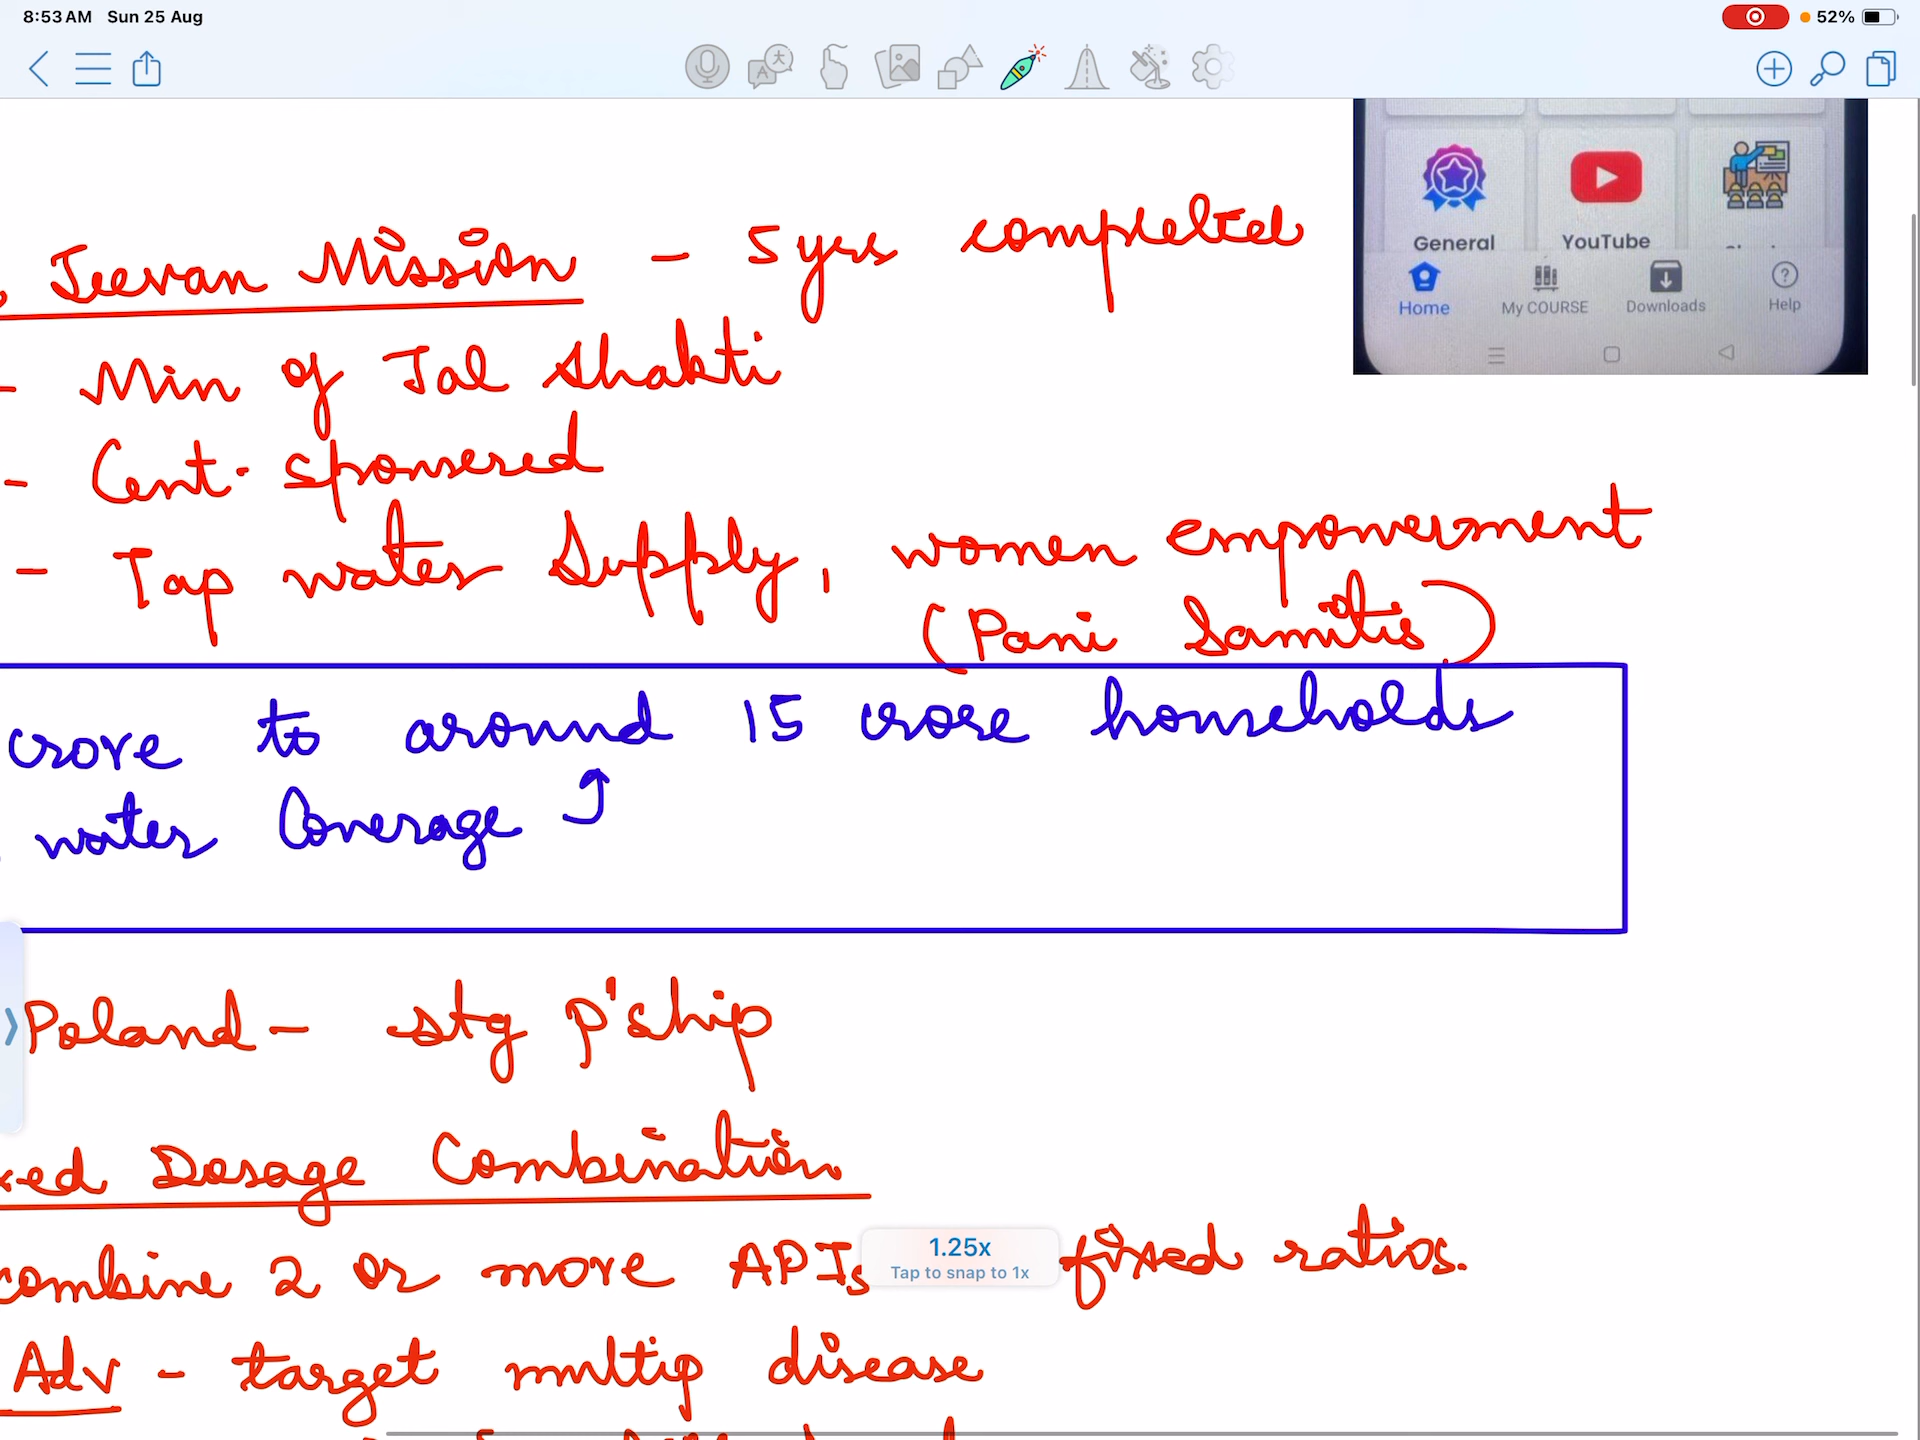 8:53 AM Sun 25 Aug
52%
General YouTube
Home My COURSE Downloads Help
Jeevan Mission - 5 yrs completed
- Min of Jal Shakti
- Cent. sponsered
- Tap water Supply, women empowerment
(Pani Samitis)
crore to around 15 crore households
water Coverage ↑
Poland - stg p'ship
xed Dosage Combination
combine 2 or more APIs fixed ratios.
1.25x
Tap to snap to 1x
Adv - target multip disease